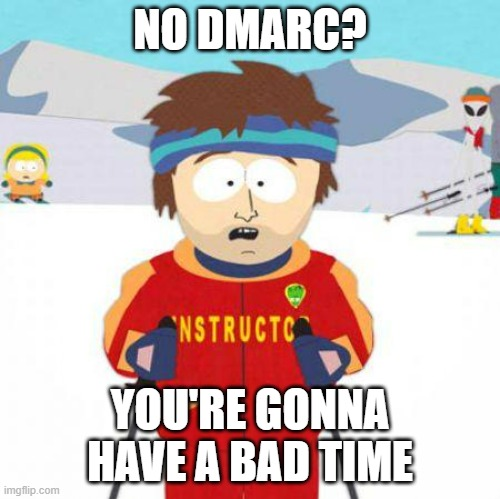 NO DMARC?
INSTRUCTO
YOU'RE GONNA
HAVE A BAD TIME
imgflip.com